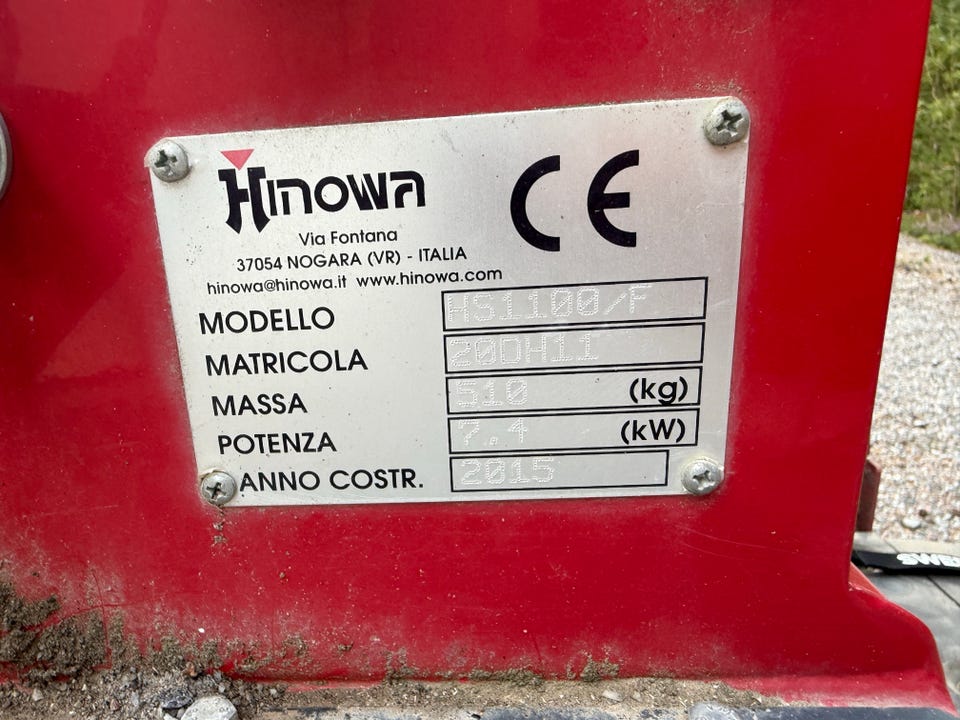 HINOWA
CE
Via Fontana
37054 NOGARA (VR) - ITALIA
hinowa@hinowa.it www.hinowa.com
MODELLO HS1100/F
MATRICOLA 20DH11
MASSA 510 (kg)
POTENZA 7.4 (kW)
ANNO COSTR. 2015